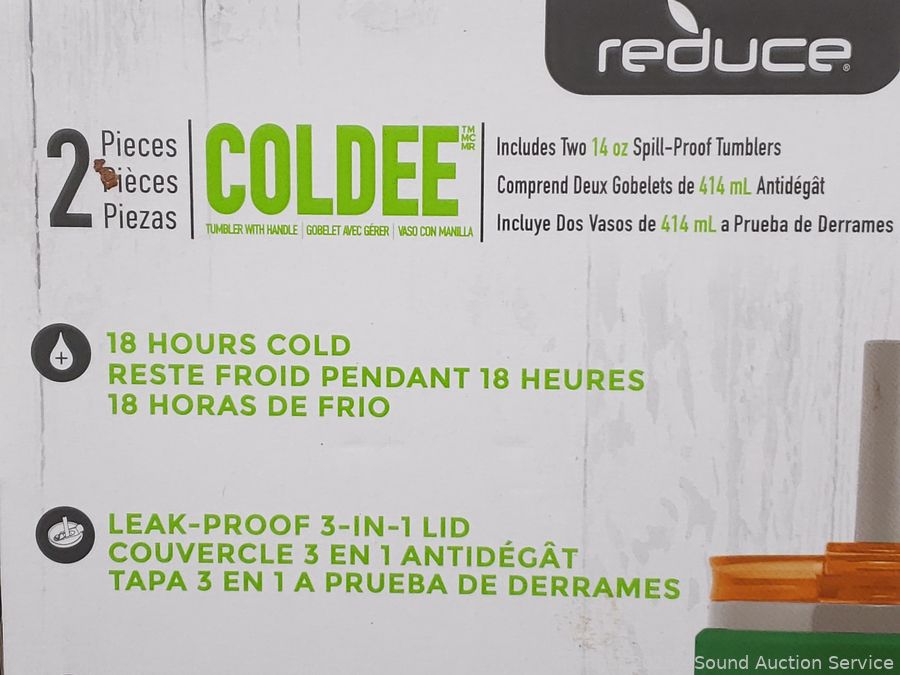 reduce®
2 Pieces
Pièces
Piezas
COLDEE™ MC MR
TUMBLER WITH HANDLE | GOBELET AVEC GÉRER | VASO CON MANILLA
Includes Two 14 oz Spill-Proof Tumblers
Comprend Deux Gobelets de 414 mL Antidégât
Incluye Dos Vasos de 414 mL a Prueba de Derrames
18 HOURS COLD
RESTE FROID PENDANT 18 HEURES
18 HORAS DE FRIO
LEAK-PROOF 3-IN-1 LID
COUVERCLE 3 EN 1 ANTIDÉGÂT
TAPA 3 EN 1 A PRUEBA DE DERRAMES
Sound Auction Service